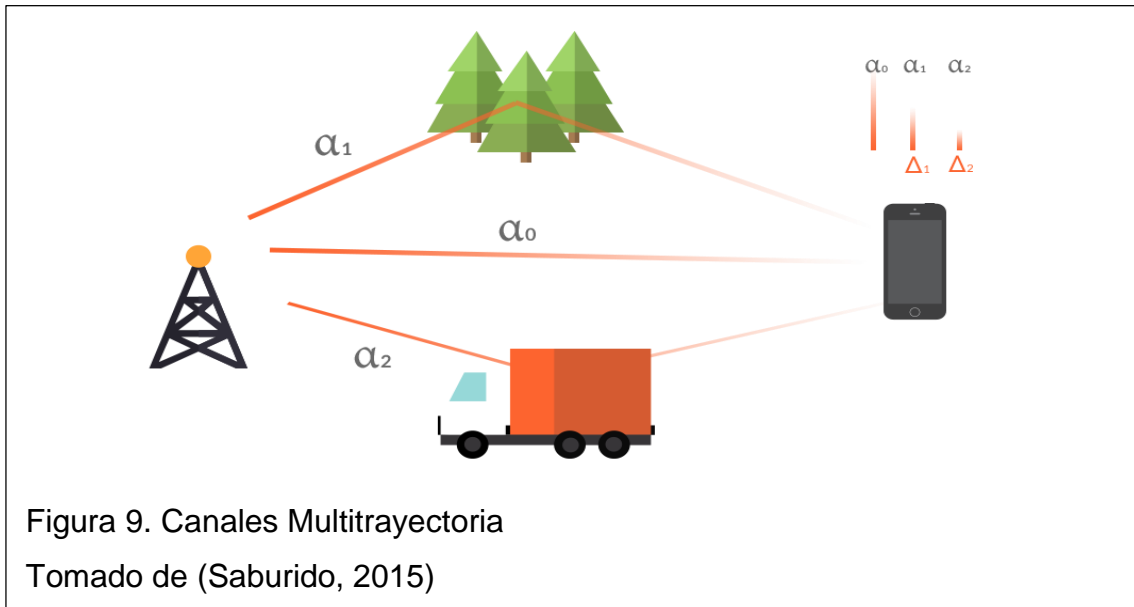 α₀ α₁ α₂
Δ₁ Δ₂
α₁
α₀
α₂
Figura 9. Canales Multitrayectoria
Tomado de (Saburido, 2015)